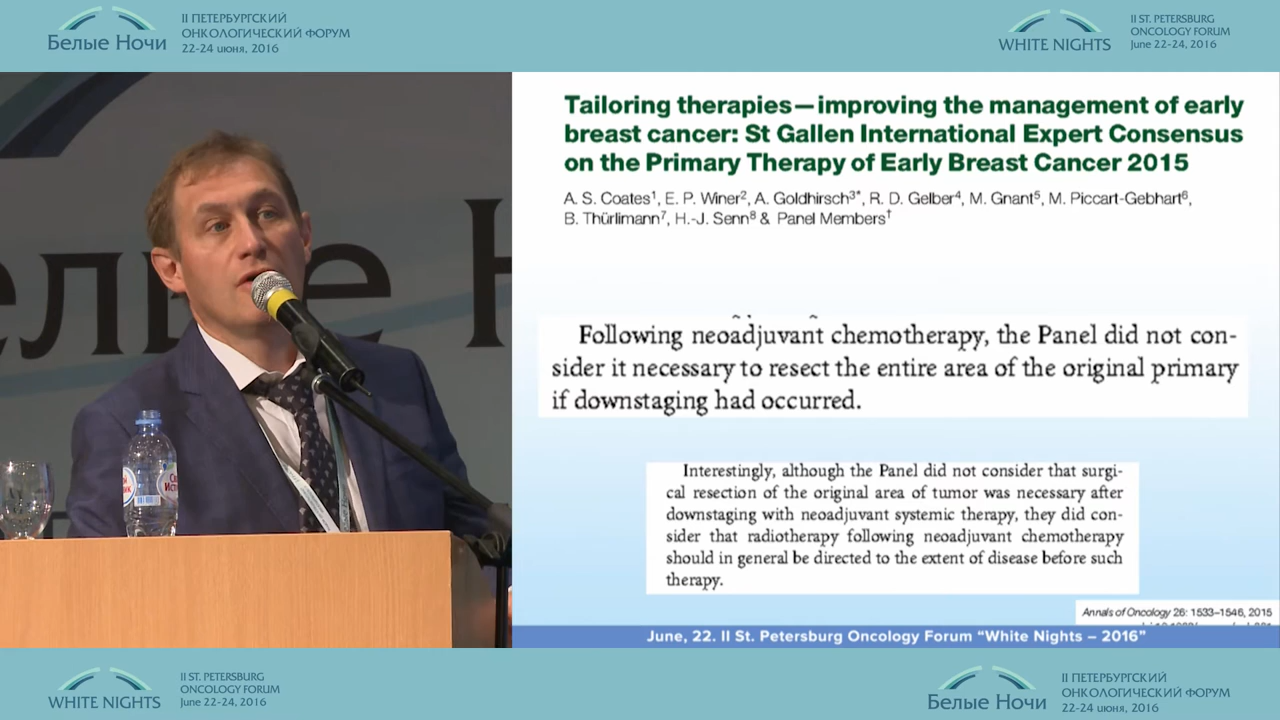 Белые Ночи
II ПЕТЕРБУРГСКИЙ
ОНКОЛОГИЧЕСКИЙ ФОРУМ
22-24 июня, 2016
WHITE NIGHTS
II ST. PETERSBURG
ONCOLOGY FORUM
June 22-24, 2016
Tailoring therapies—improving the management of early
breast cancer: St Gallen International Expert Consensus
on the Primary Therapy of Early Breast Cancer 2015
A. S. Coates¹, E. P. Winer², A. Goldhirsch³*, R. D. Gelber⁴, M. Gnant⁵, M. Piccart-Gebhart⁶,
B. Thürlimann⁷, H.-J. Senn⁸ & Panel Members†
Following neoadjuvant chemotherapy, the Panel did not con-
sider it necessary to resect the entire area of the original primary
if downstaging had occurred.
Interestingly, although the Panel did not consider that surgi-
cal resection of the original area of tumor was necessary after
downstaging with neoadjuvant systemic therapy, they did con-
sider that radiotherapy following neoadjuvant chemotherapy
should in general be directed to the extent of disease before such
therapy.
Annals of Oncology 26: 1533–1546, 2015
June, 22. II St. Petersburg Oncology Forum “White Nights – 2016”
WHITE NIGHTS
II ST. PETERSBURG
ONCOLOGY FORUM
June 22-24, 2016
Белые Ночи
II ПЕТЕРБУРГСКИЙ
ОНКОЛОГИЧЕСКИЙ ФОРУМ
22-24 июня, 2016